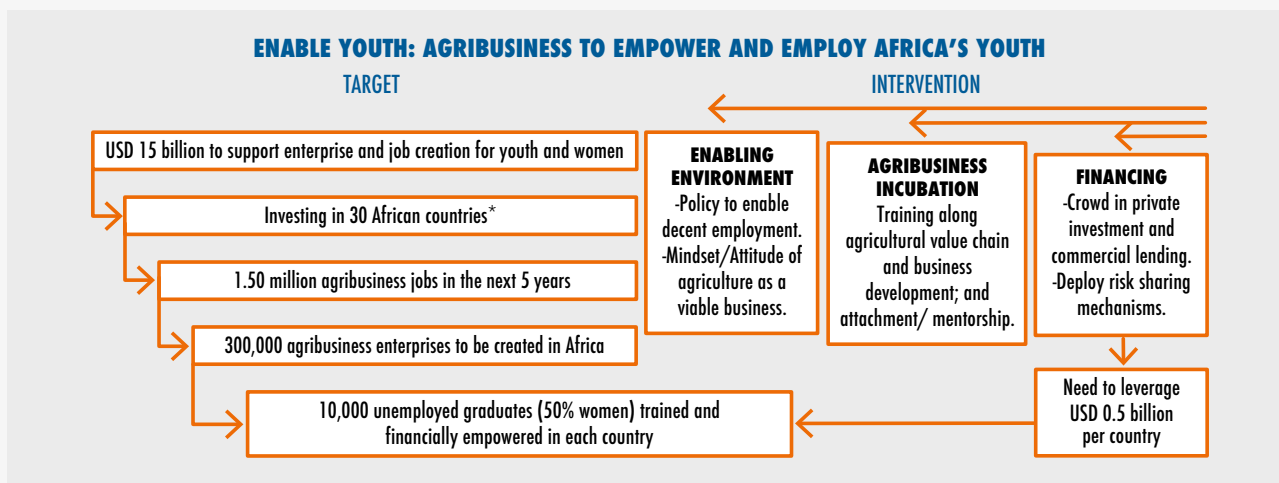 ENABLE YOUTH: AGRIBUSINESS TO EMPOWER AND EMPLOY AFRICA'S YOUTH
TARGET
INTERVENTION
USD 15 billion to support enterprise and job creation for youth and women
Investing in 30 African countries*
1.50 million agribusiness jobs in the next 5 years
300,000 agribusiness enterprises to be created in Africa
10,000 unemployed graduates (50% women) trained and
financially empowered in each country
ENABLING
ENVIRONMENT
-Policy to enable
decent employment.
-Mindset/Attitude of
agriculture as a
viable business.
AGRIBUSINESS
INCUBATION
Training along
agricultural value chain
and business
development; and
attachment/ mentorship.
FINANCING
-Crowd in private
investment and
commercial lending.
-Deploy risk sharing
mechanisms.
Need to leverage
USD 0.5 billion
per country